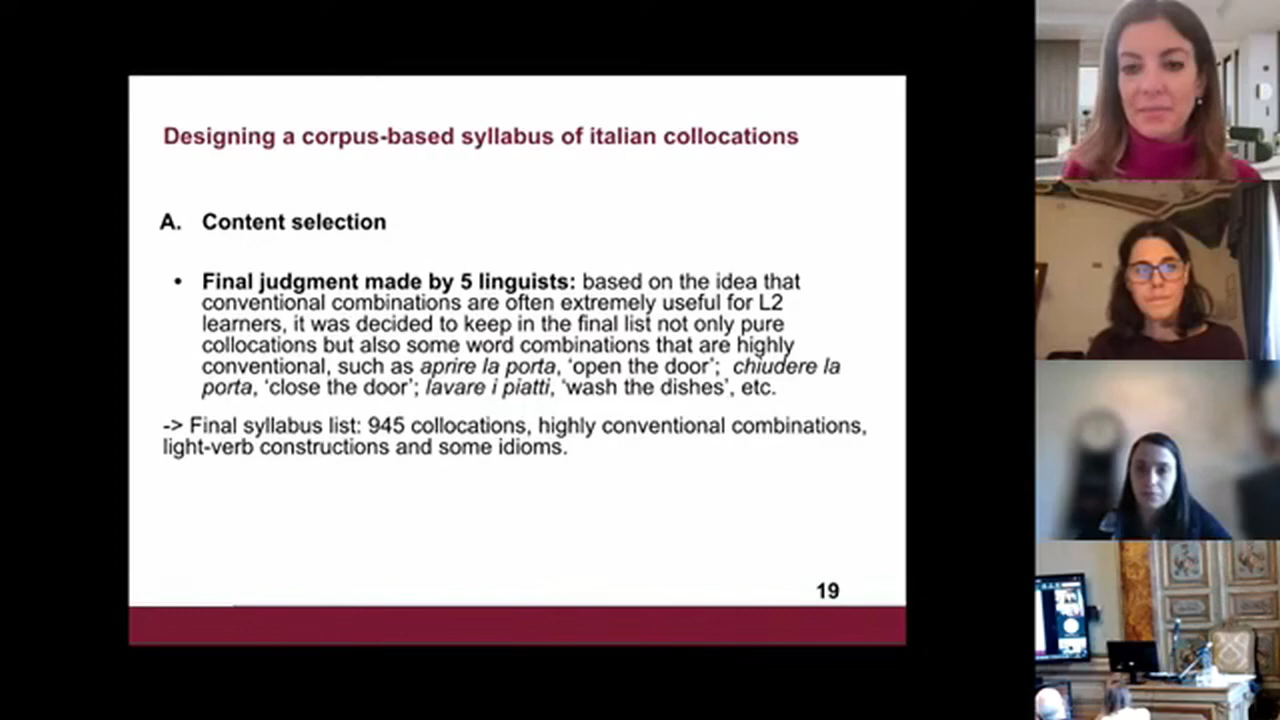 Designing a corpus-based syllabus of italian collocations
A. Content selection
• Final judgment made by 5 linguists: based on the idea that
conventional combinations are often extremely useful for L2
learners, it was decided to keep in the final list not only pure
collocations but also some word combinations that are highly
conventional, such as aprire la porta, ‘open the door’; chiudere la
porta, ‘close the door’; lavare i piatti, ‘wash the dishes’, etc.
-> Final syllabus list: 945 collocations, highly conventional combinations,
light-verb constructions and some idioms.
19